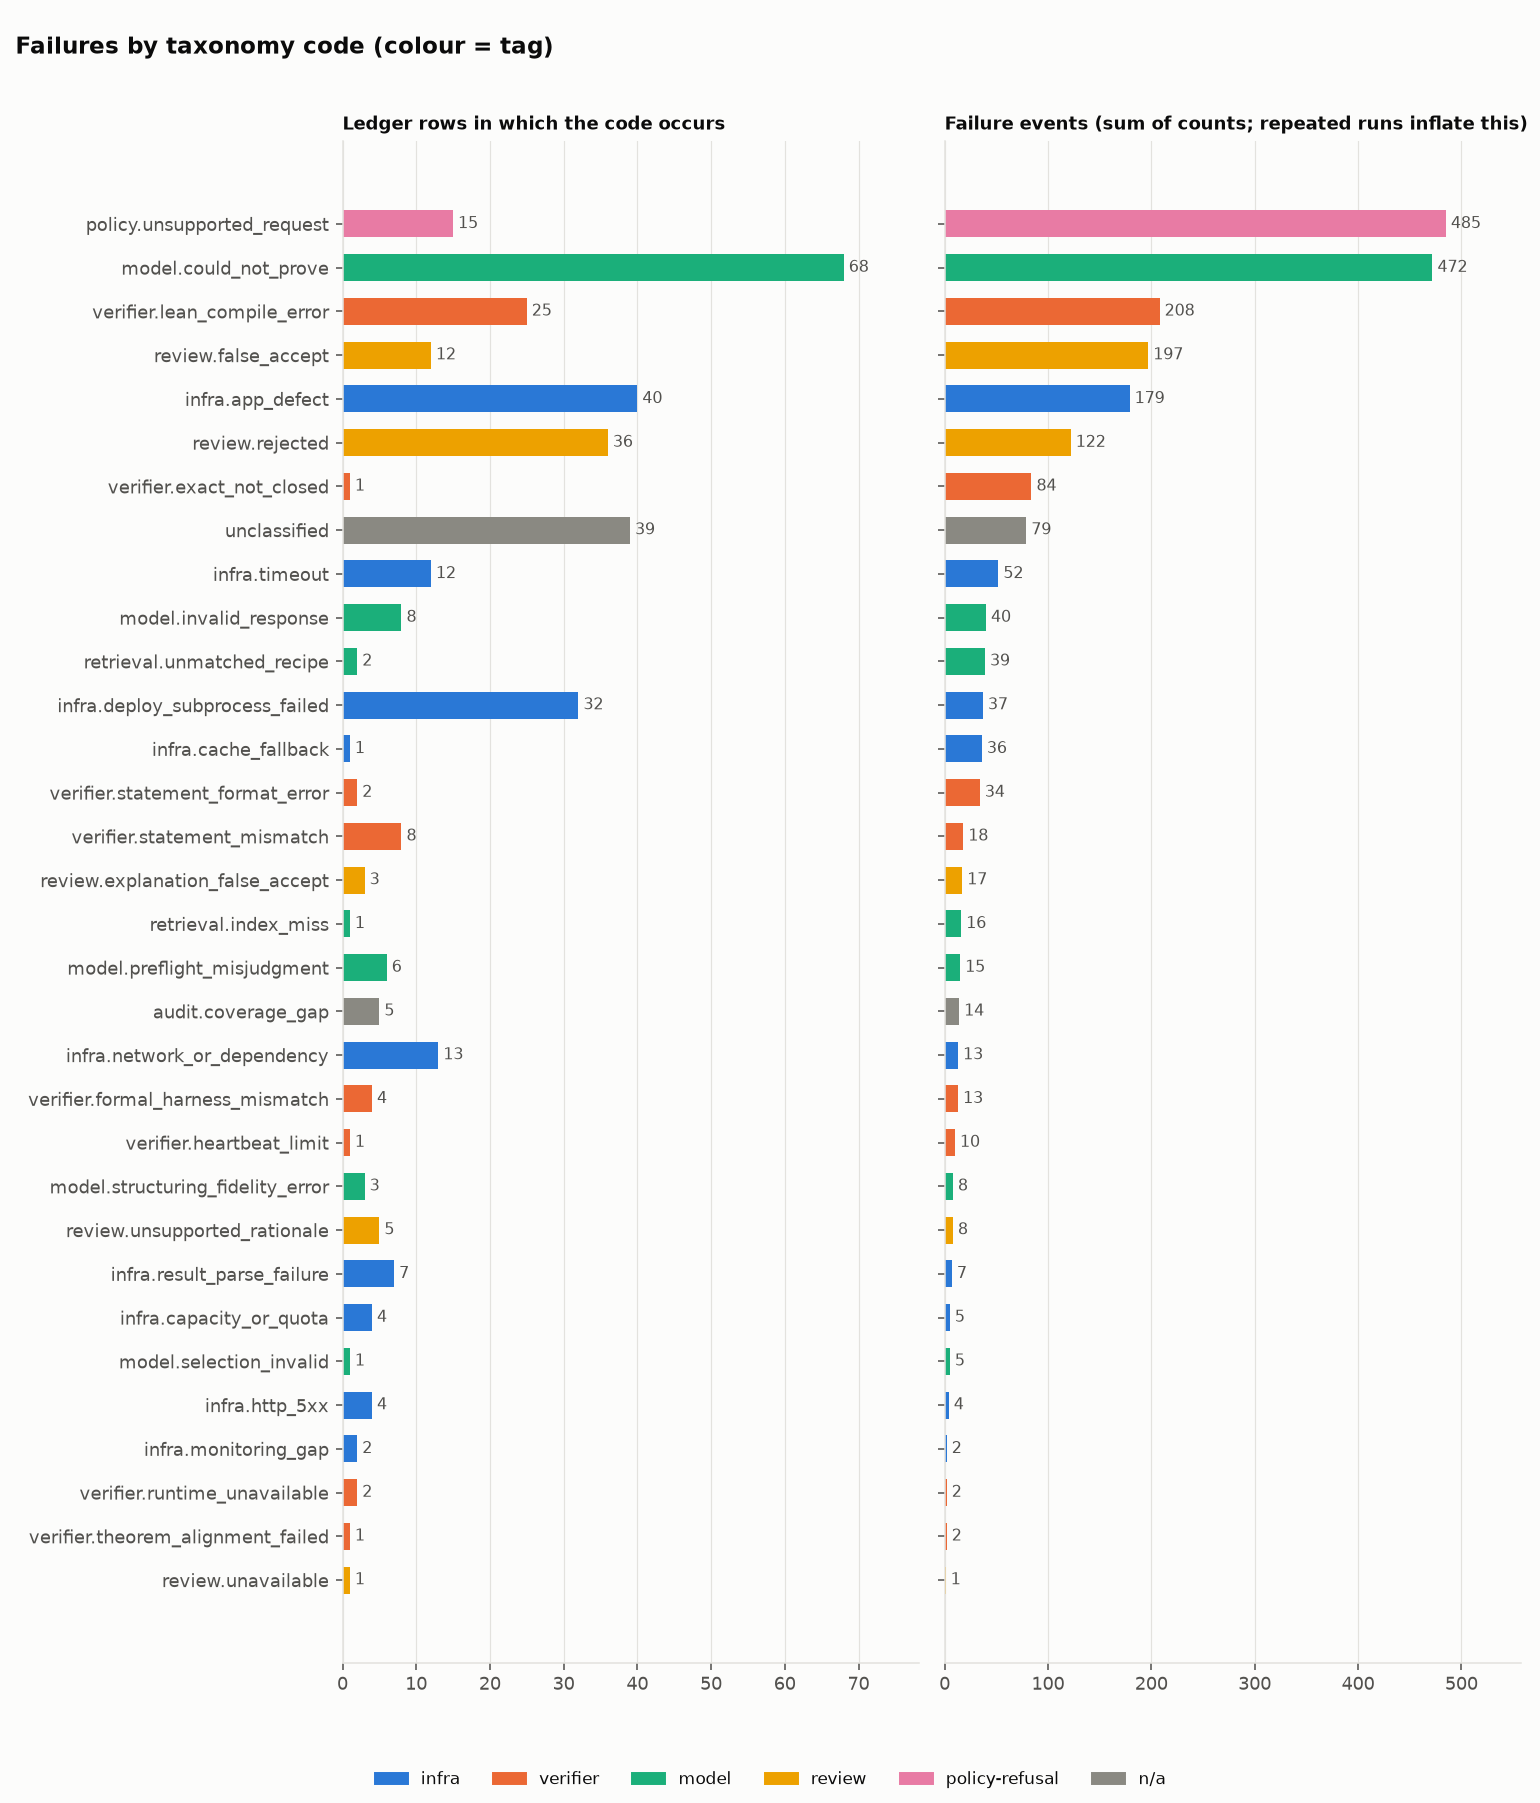 Failures by taxonomy code (colour = tag)
Ledger rows in which the code occurs
Failure events (sum of counts; repeated runs inflate this)
policy.unsupported_request 15 485
model.could_not_prove 68 472
verifier.lean_compile_error 25 208
review.false_accept 12 197
infra.app_defect 40 179
review.rejected 36 122
verifier.exact_not_closed 1 84
unclassified 39 79
infra.timeout 12 52
model.invalid_response 8 40
retrieval.unmatched_recipe 2 39
infra.deploy_subprocess_failed 32 37
infra.cache_fallback 1 36
verifier.statement_format_error 2 34
verifier.statement_mismatch 8 18
review.explanation_false_accept 3 17
retrieval.index_miss 1 16
model.preflight_misjudgment 6 15
audit.coverage_gap 5 14
infra.network_or_dependency 13 13
verifier.formal_harness_mismatch 4 13
verifier.heartbeat_limit 1 10
model.structuring_fidelity_error 3 8
review.unsupported_rationale 5 8
infra.result_parse_failure 7 7
infra.capacity_or_quota 4 5
model.selection_invalid 1 5
infra.http_5xx 4 4
infra.monitoring_gap 2 2
verifier.runtime_unavailable 2 2
verifier.theorem_alignment_failed 1 2
review.unavailable 1 1
0 10 20 30 40 50 60 70
0 100 200 300 400 500
infra verifier model review policy-refusal n/a